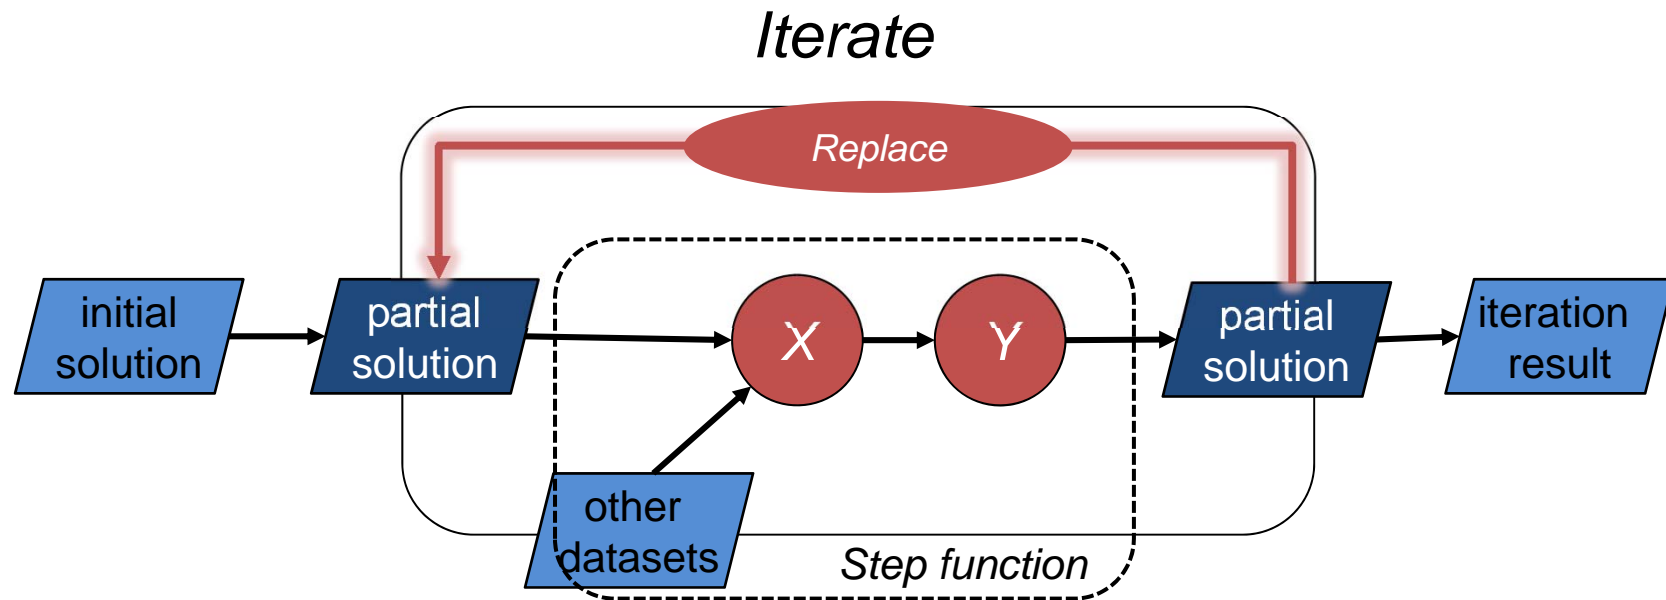 Iterate
Replace
initial
solution
partial
solution
X
Y
partial
solution
iteration
result
other
datasets
Step function